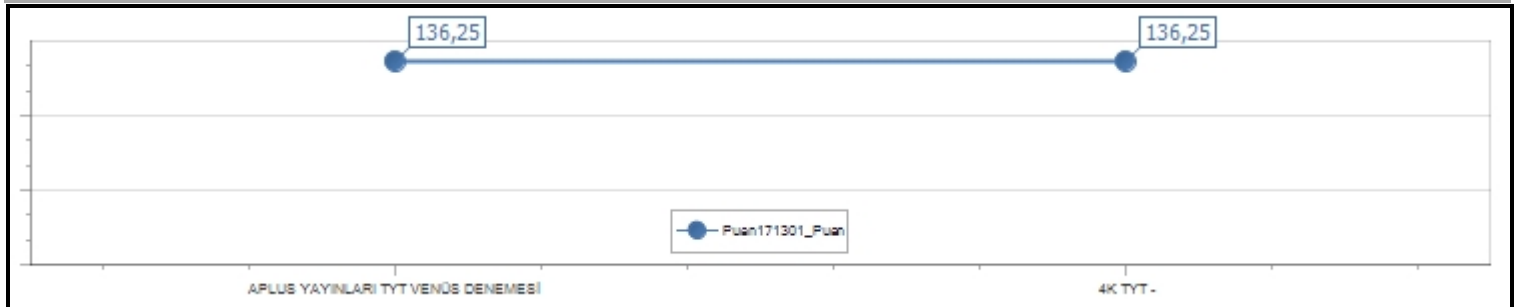 136,25
136,25
Puan171301_Puan
APLUS YAYINLARI TYT VENÜS DENEMESİ
4K TYT -